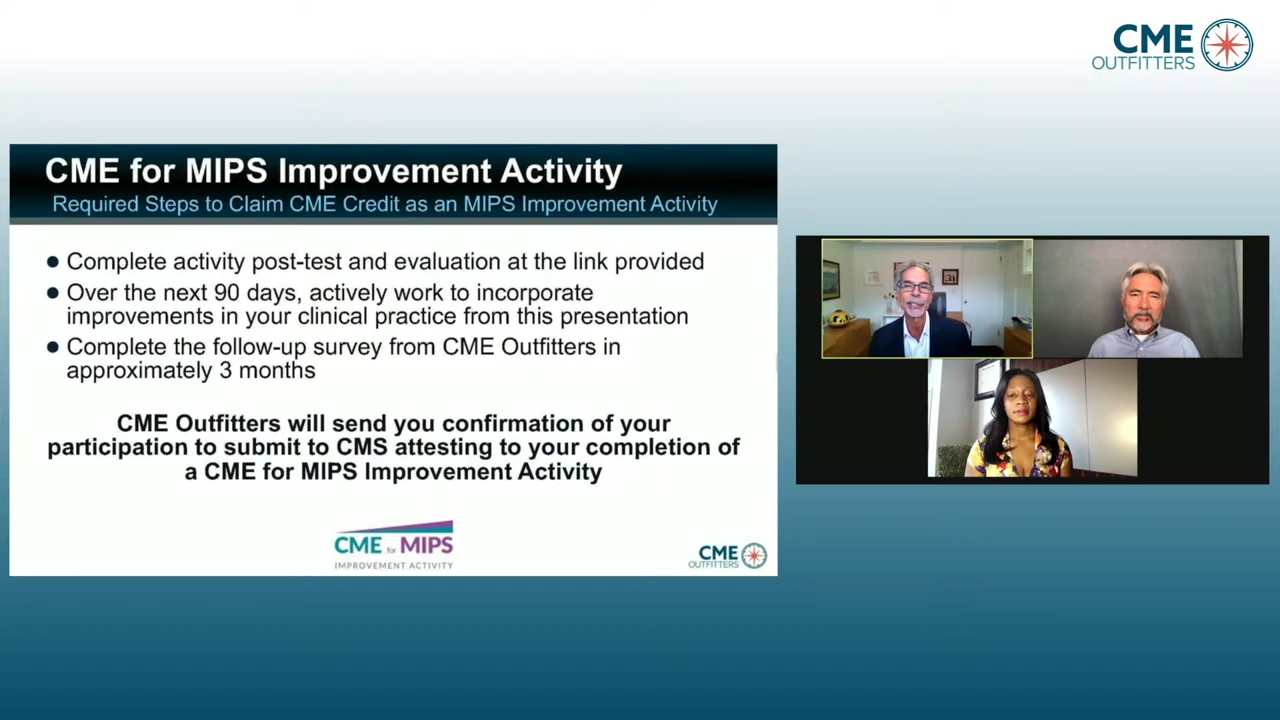 CME
OUTFITTERS
CME for MIPS Improvement Activity
Required Steps to Claim CME Credit as an MIPS Improvement Activity
● Complete activity post-test and evaluation at the link provided
● Over the next 90 days, actively work to incorporate
improvements in your clinical practice from this presentation
● Complete the follow-up survey from CME Outfitters in
approximately 3 months
CME Outfitters will send you confirmation of your
participation to submit to CMS attesting to your completion of
a CME for MIPS Improvement Activity
CME for MIPS
IMPROVEMENT ACTIVITY
CME
OUTFITTERS